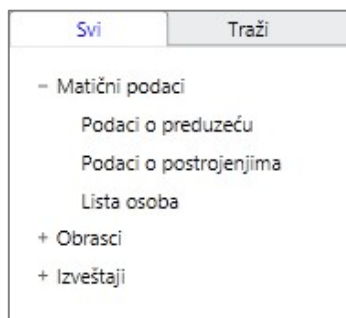 Svi Traži
− Matični podaci
Podaci o preduzeću
Podaci o postrojenjima
Lista osoba
+ Obrasci
+ Izveštaji